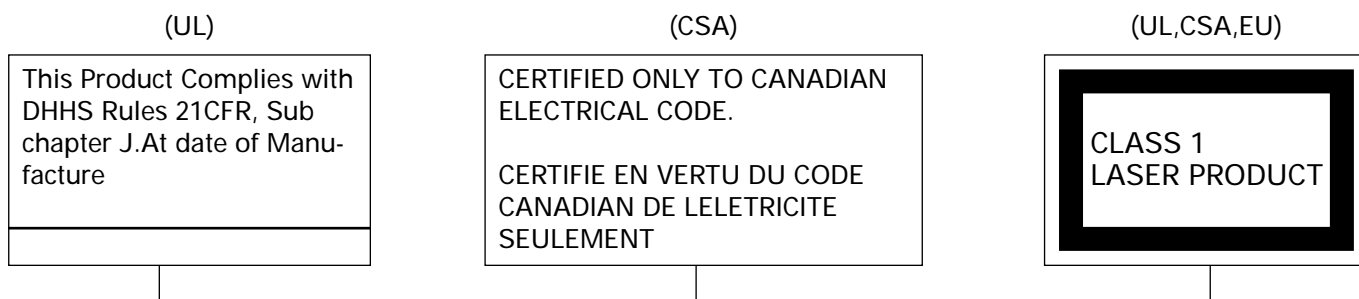 (UL)
This Product Complies with
DHHS Rules 21CFR, Sub
chapter J.At date of Manu-
facture
(CSA)
CERTIFIED ONLY TO CANADIAN
ELECTRICAL CODE.
CERTIFIE EN VERTU DU CODE
CANADIAN DE LELETRICITE
SEULEMENT
(UL,CSA,EU)
CLASS 1
LASER PRODUCT